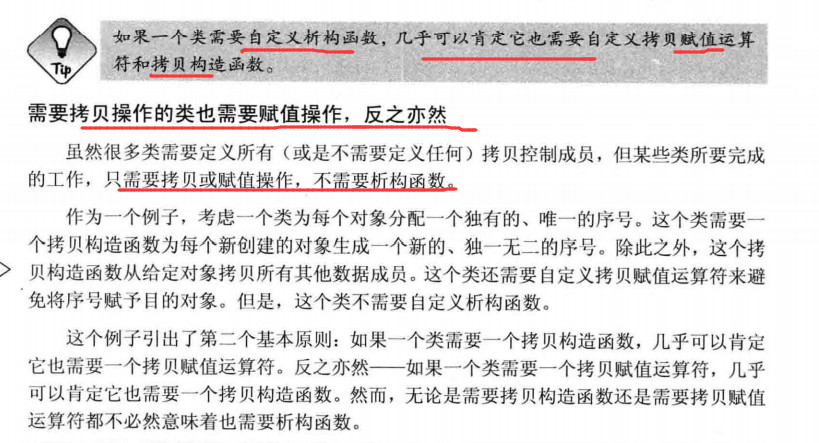 如果一个类需要自定义析构函数，几乎可以肯定它也需要自定义拷贝赋值运算
符和拷贝构造函数。
Tip
需要拷贝操作的类也需要赋值操作，反之亦然
虽然很多类需要定义所有（或是不需要定义任何）拷贝控制成员，但某些类所要完成
的工作，只需要拷贝或赋值操作，不需要析构函数。
作为一个例子，考虑一个类为每个对象分配一个独有的、唯一的序号。这个类需要一
个拷贝构造函数为每个新创建的对象生成一个新的、独一无二的序号。除此之外，这个拷
贝构造函数从给定对象拷贝所有其他数据成员。这个类还需要自定义拷贝赋值运算符来避
免将序号赋予目的对象。但是，这个类不需要自定义析构函数。
这个例子引出了第二个基本原则：如果一个类需要一个拷贝构造函数，几乎可以肯定
它也需要一个拷贝赋值运算符。反之亦然——如果一个类需要一个拷贝赋值运算符，几乎
可以肯定它也需要一个拷贝构造函数。然而，无论是需要拷贝构造函数还是需要拷贝赋值
运算符都不必然意味着也需要析构函数。